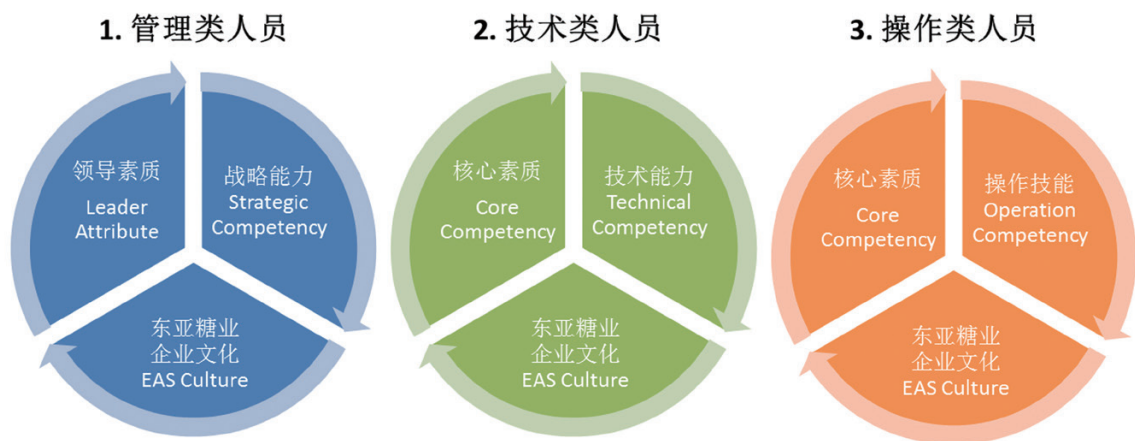 1. 管理类人员
领导素质
Leader
Attribute
战略能力
Strategic
Competency
东亚糖业
企业文化
EAS Culture
2. 技术类人员
核心素质
Core
Competency
技术能力
Technical
Competency
东亚糖业
企业文化
EAS Culture
3. 操作类人员
核心素质
Core
Competency
操作技能
Operation
Competency
东亚糖业
企业文化
EAS Culture